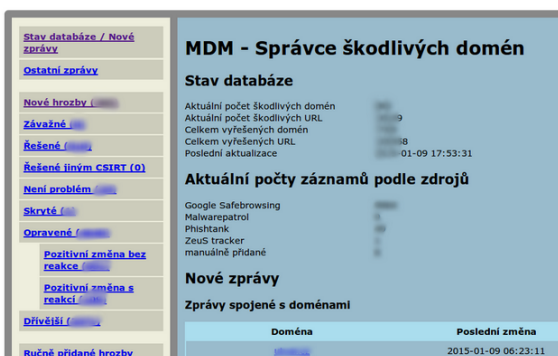 Stav databáze / Nové
zprávy
Ostatní zprávy
Nové hrozby (
Závažné (
Řešené (
Řešené jiným CSIRT (0)
Není problém (
Skryté (
Opravené (
Pozitivní změna bez
reakce (
Pozitivní změna s
reakcí (
Dřívější (
Ručně přidané hrozby
MDM - Správce škodlivých domén
Stav databáze
Aktuální počet škodlivých domén
Aktuální počet škodlivých URL
Celkem vyřešených domén
Celkem vyřešených URL
Poslední aktualizace -01-09 17:53:31
Aktuální počty záznamů podle zdrojů
Google Safebrowsing
Malwarepatrol
Phishtank
ZeuS tracker
manuálně přidané
Nové zprávy
Zprávy spojené s doménami
Doména Poslední změna
2015-01-09 06:23:11